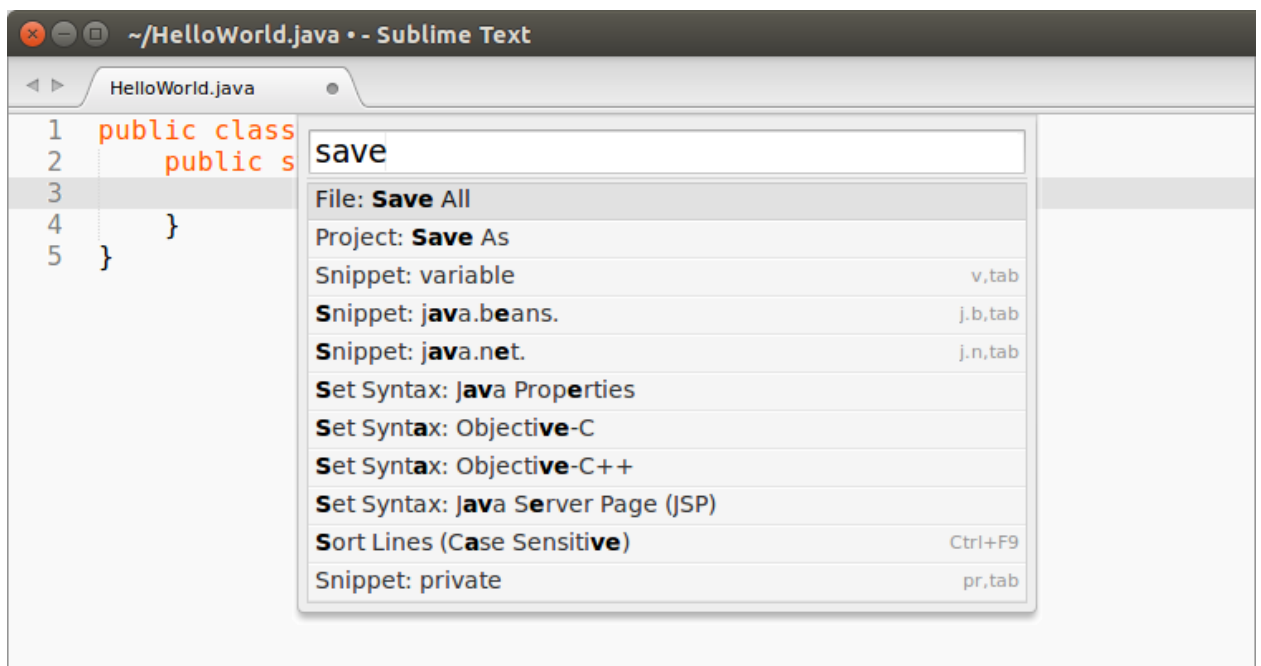 ~/HelloWorld.java • - Sublime Text
HelloWorld.java
1 public class
2 public s
3
4 }
5 }
save
File: Save All
Project: Save As
Snippet: variable v,tab
Snippet: java.beans. j.b,tab
Snippet: java.net. j.n,tab
Set Syntax: Java Properties
Set Syntax: Objective-C
Set Syntax: Objective-C++
Set Syntax: Java Server Page (JSP)
Sort Lines (Case Sensitive) Ctrl+F9
Snippet: private pr,tab